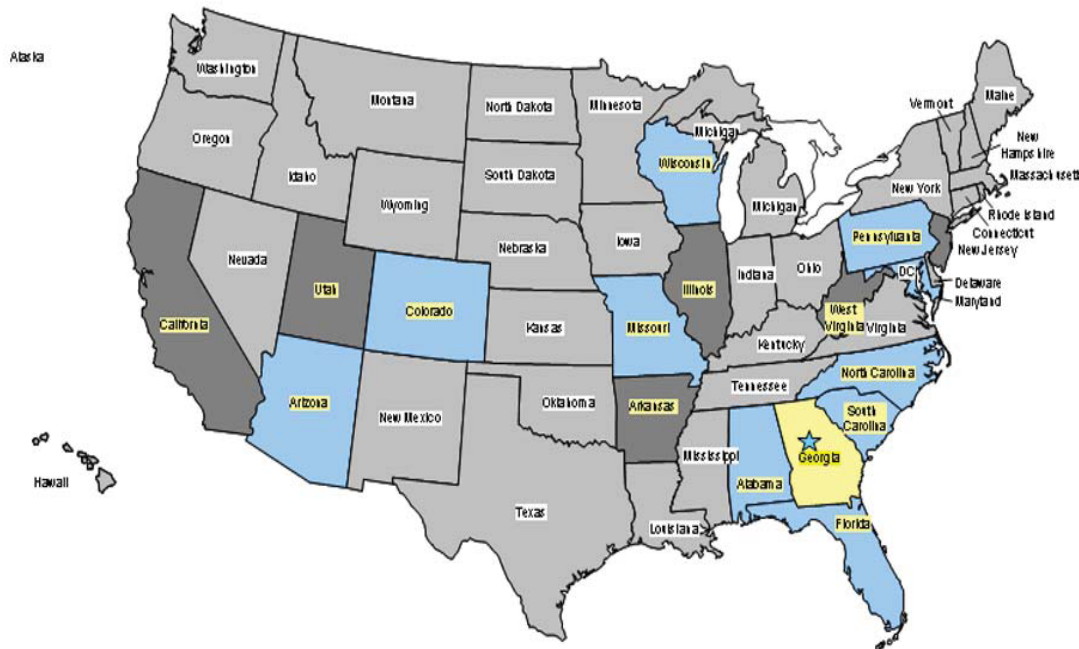 Alaska
Washington
Montana
North Dakota
Minnesota
Michigan
Vermont
Maine
Oregon
Idaho
South Dakota
Wisconsin
New
Hampshire
Massachusett
Wyoming
Michigan
New York
Rhode Island
Connecticut
New Jersey
Nebraska
Iowa
Pennsylvania
Nevada
Utah
Colorado
Illinois
Indiana
Ohio
DC
Delaware
Maryland
California
Kansas
Missouri
West
Virginia
Virginia
Kentucky
Arizona
New Mexico
Oklahoma
Arkansas
Tennessee
North Carolina
South
Carolina
Mississippi
Georgia
Hawaii
Alabama
Texas
Louisiana
Florida